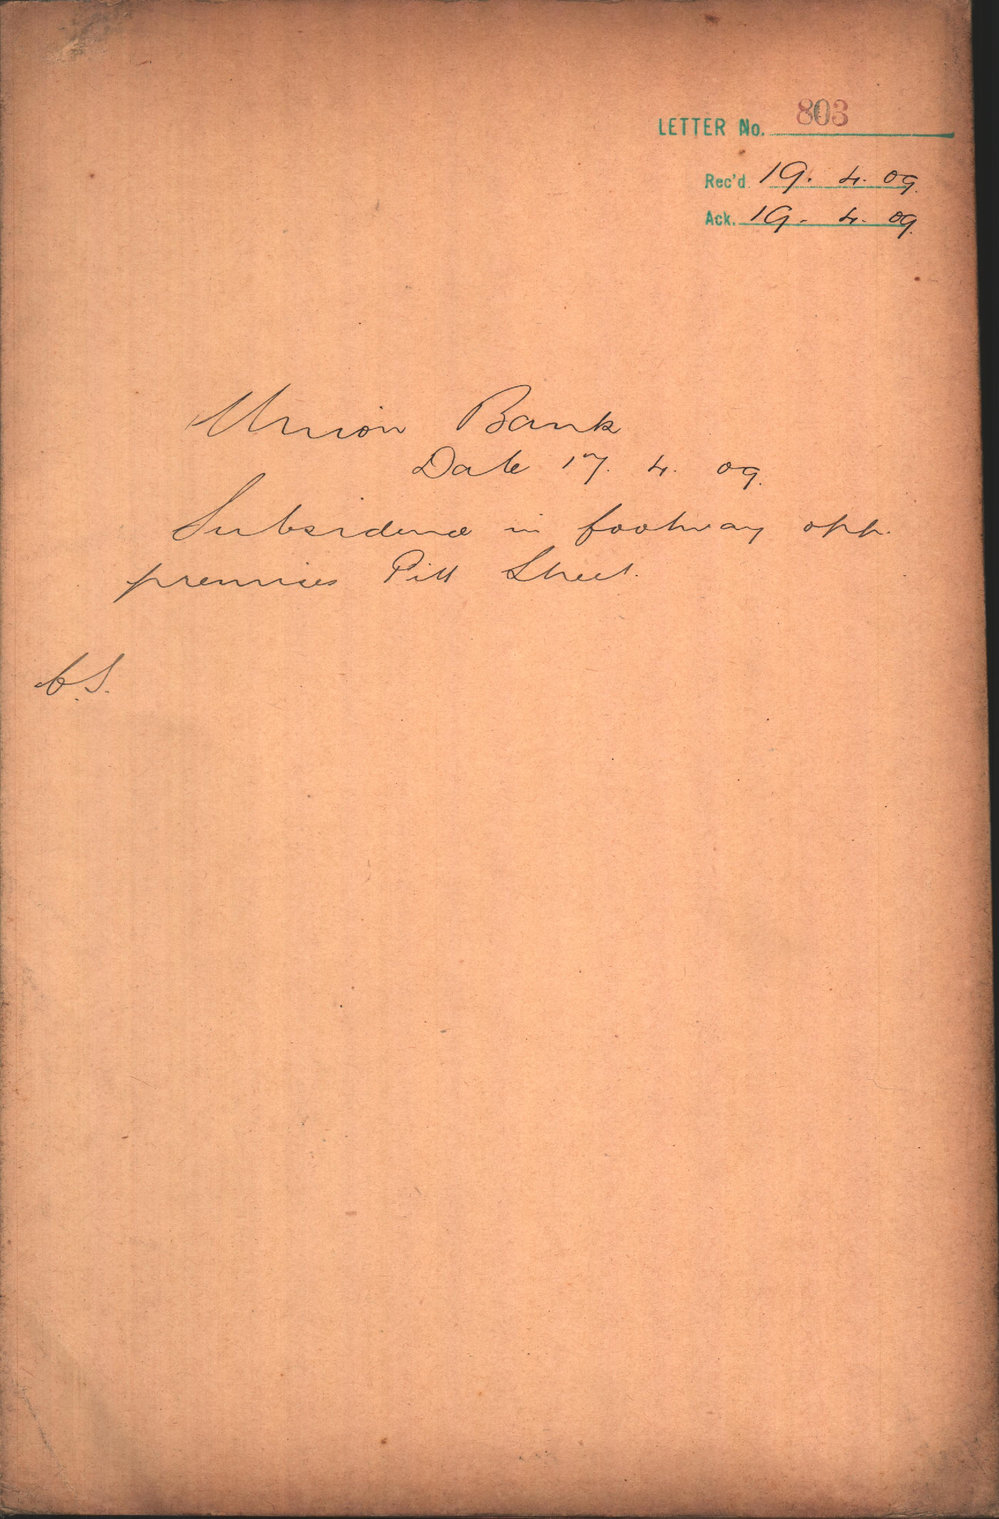 LETTER No. 803
Rec'd 19. 4. 09.
Ack. 19. 4. 09.
Union Bank
Date 17. 4. 09.
Subsidence in footway opp.
premises Pitt Street.
C.S.